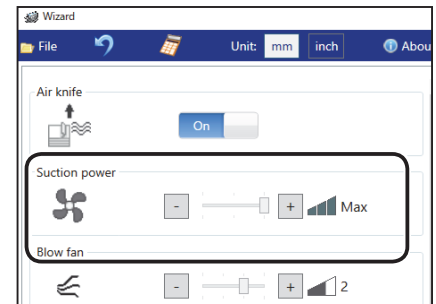 Wizard
File Unit: mm inch Abou
Air knife
On
Suction power
- + Max
Blow fan
- + 2